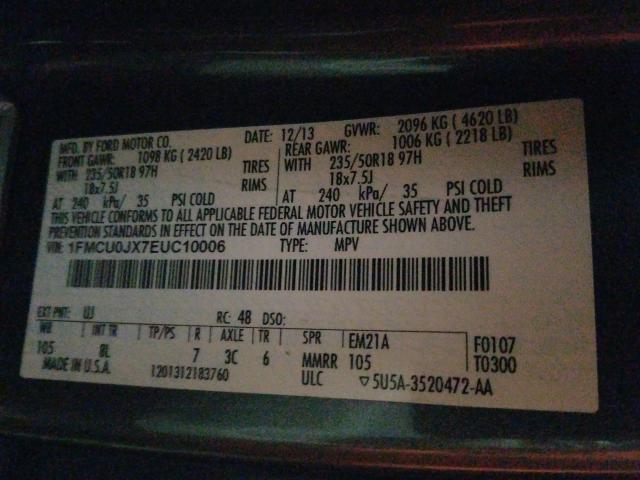 MFD. BY FORD MOTOR CO. DATE: 12/13 GVWR: 2096 KG ( 4620 LB)
FRONT GAWR: 1098 KG ( 2420 LB) REAR GAWR: 1006 KG ( 2218 LB)
WITH 235/50R18 97H TIRES WITH 235/50R18 97H TIRES
18x7.5J RIMS 18x7.5J RIMS
AT 240 kPa/ 35 PSI COLD AT 240 kPa/ 35 PSI COLD
THIS VEHICLE CONFORMS TO ALL APPLICABLE FEDERAL MOTOR VEHICLE SAFETY AND THEFT
PREVENTION STANDARDS IN EFFECT ON THE DATE OF MANUFACTURE SHOWN ABOVE.
VIN: 1FMCU0JX7EUC10006 TYPE: MPV
EXT PNT: UJ RC: 48 DSO:
WB INT TR TP/PS R AXLE TR SPR EM21A F0107
105 8L 7 3C 6 MMRR 105 T0300
MADE IN U.S.A. 1201312183760 ULC ▽5U5A-3520472-AA